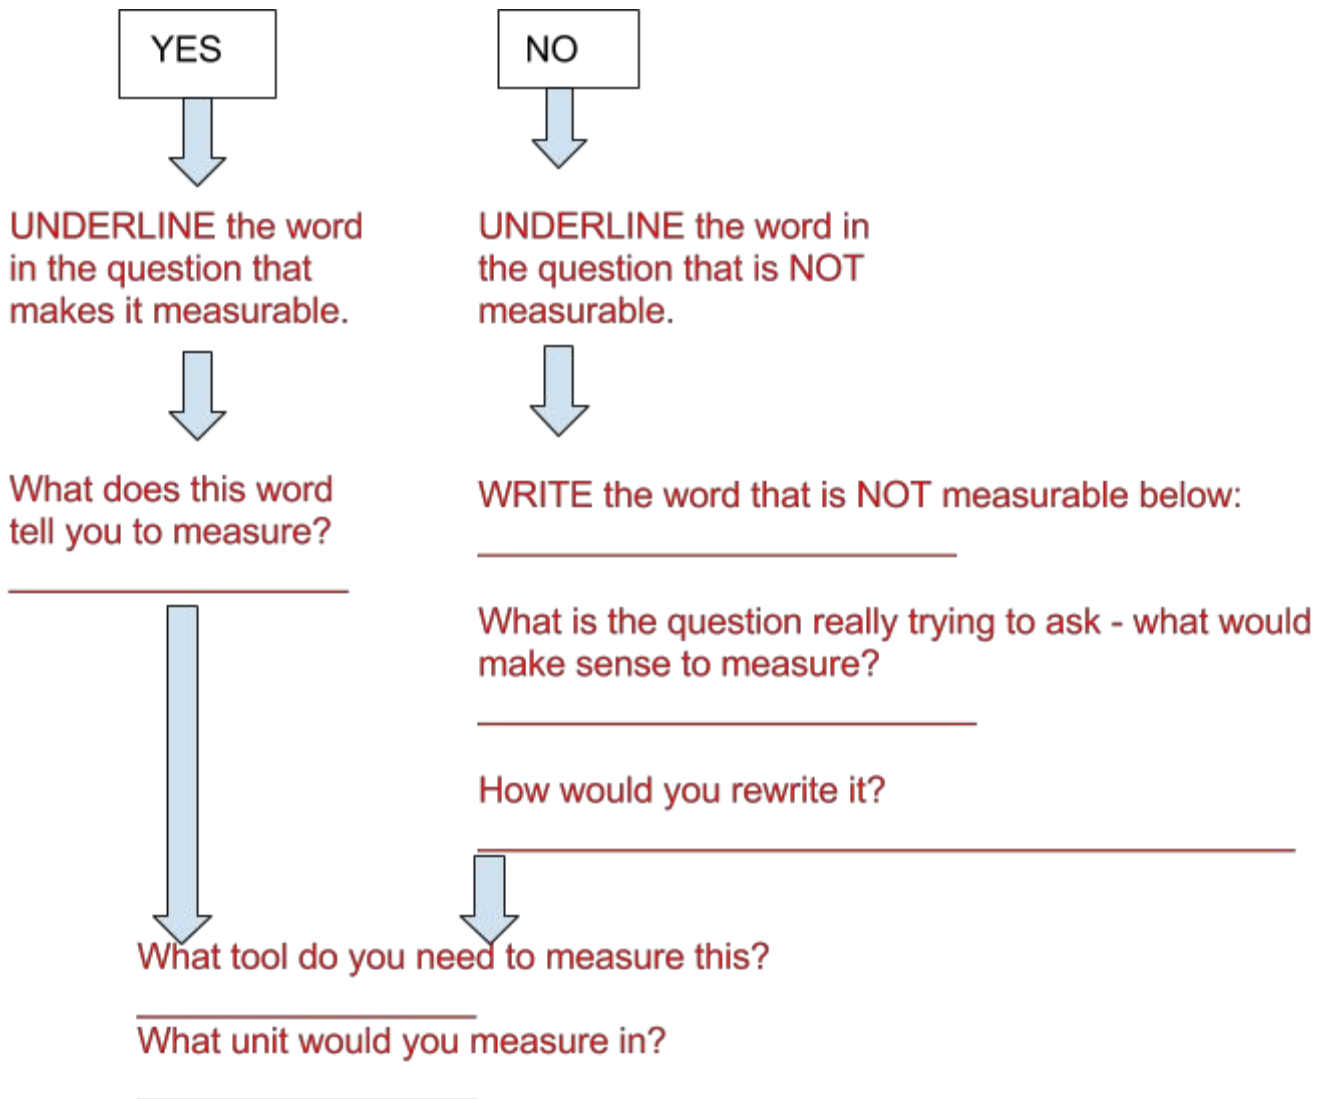 YES
UNDERLINE the word
in the question that
makes it measurable.
What does this word
tell you to measure?
NO
UNDERLINE the word in
the question that is NOT
measurable.
WRITE the word that is NOT measurable below:
What is the question really trying to ask - what would
make sense to measure?
How would you rewrite it?
What tool do you need to measure this?
What unit would you measure in?